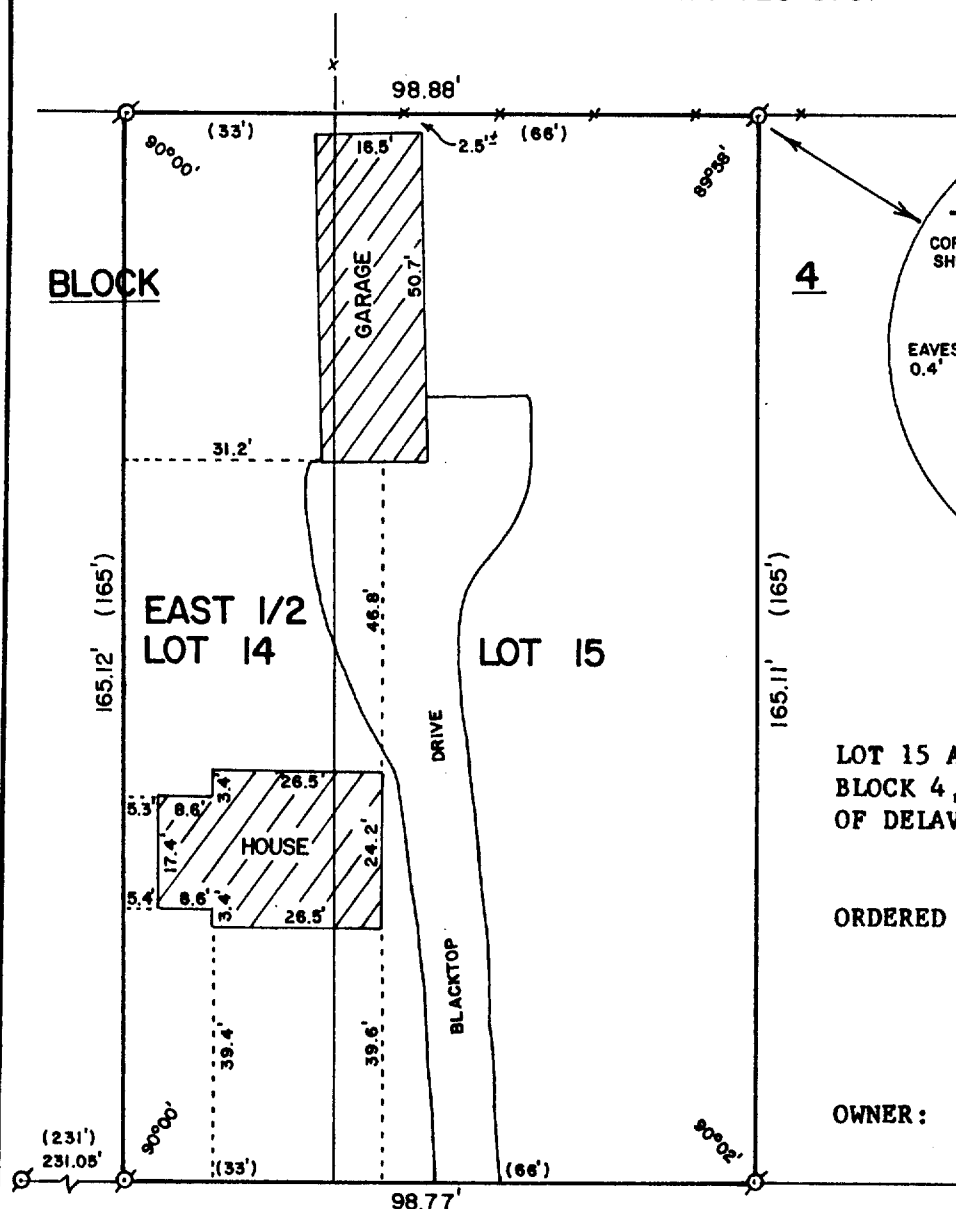 98.88'
(33')
(66')
2.5'±
16.5'
90°00'
89°58'
BLOCK
4
GARAGE
50.7'
EAVES
0.4'
31.2'
(165')
165.12'
EAST 1/2
LOT 14
46.8'
LOT 15
(165')
165.11'
DRIVE
LOT 15
BLOCK 4,
26.5'
3.4'
5.3'
8.6'
17.4'
HOUSE
24.2'
5.4'
8.6'
3.4'
26.5'
ORDERED
BLACKTOP
39.4'
39.6'
OWNER:
90°00'
90°02'
(231')
231.05'
(33')
(66')
98.77'